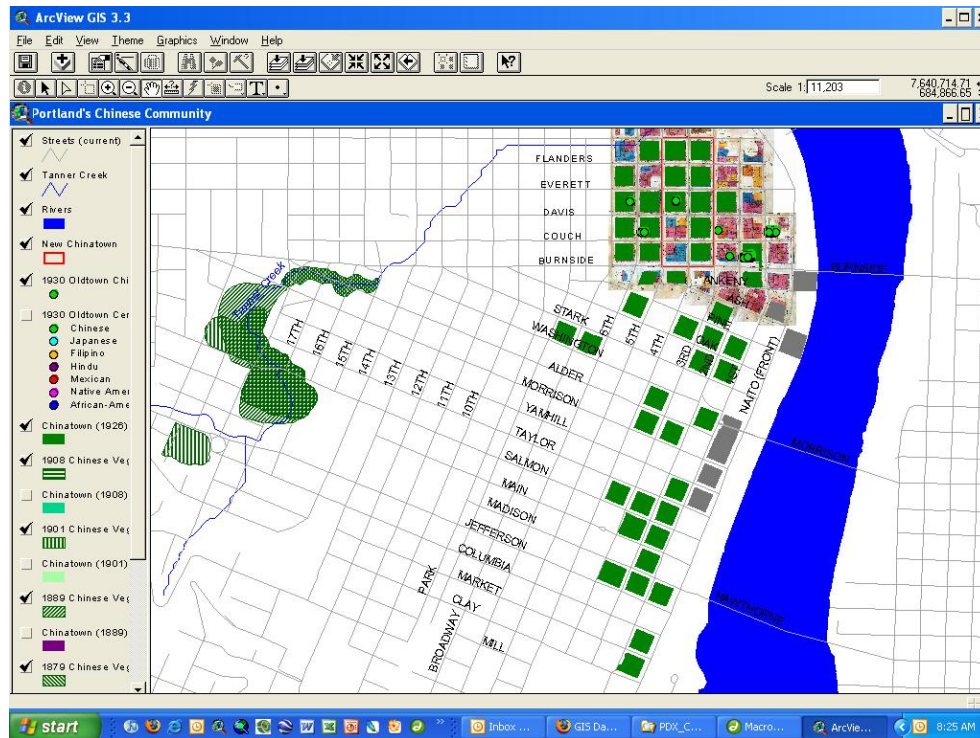 ArcView GIS 3.3
File Edit View Theme Graphics Window Help
Scale 1: 11,203
7,640,714.71
684,866.65
Portland's Chinese Community
Streets (current)
Tanner Creek
Rivers
New Chinatown
1930 Oldtown Chi
1930 Oldtown Cer
Chinese
Japanese
Filipino
Hindu
Mexican
Native Amer
African-Ame
Chinatown (1926)
1908 Chinese Veg
Chinatown (1908)
1901 Chinese Veg
Chinatown (1901)
1889 Chinese Veg
Chinatown (1889)
1879 Chinese Veg
FLANDERS
EVERETT
DAVIS
COUCH
BURNSIDE
BURNSIDE
ANKENY
ASH
PINE
OAK
STARK
WASHINGTON
ALDER
MORRISON
YAMHILL
TAYLOR
SALMON
MAIN
MADISON
JEFFERSON
COLUMBIA
MARKET
CLAY
MILL
Tanner Creek
17TH
16TH
15TH
14TH
13TH
12TH
11TH
10TH
PARK
BROADWAY
6TH
5TH
4TH
3RD
2ND
1ST
NAITO (FRONT)
MORRISON
HAWTHORNE
start
Inbox ...
GIS Da...
PDX_C...
Macro...
ArcVie...
8:25 AM